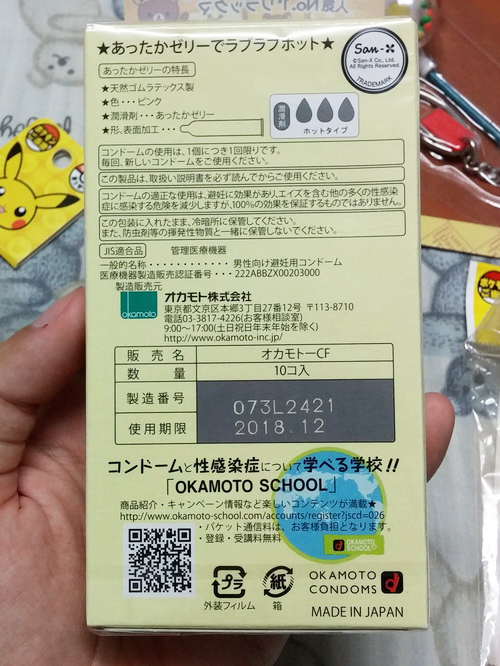 人気No.1リラックマ
★あったかゼリーでラブラブホット★
San-X
©San-X Co., Ltd.
All Rights Reserved.
TRADEMARK
あったかゼリーの特長
★天然ゴムラテックス製
★色・・・ピンク
★潤滑剤・・・あったかゼリー
★形、表面加工・・・
潤滑剤
ホットタイプ
コンドームの使用は、1個につき1回限りです。
毎回、新しいコンドームをご使用ください。
この製品は、取扱い説明書を必ず読んでからご使用ください。
コンドームの適正な使用は、避妊に効果があり、エイズを含む他の多くの性感染
症に感染する危険を減少しますが、100%の効果を保証するものではありません。
この包装に入れたまま、冷暗所に保管してください。
また、防虫剤等の揮発性物質と一緒に保管しないでください。
JIS適合品 管理医療機器
一般的名称・・・・・・・・・・・・男性向け避妊用コンドーム
医療機器製造販売認証番号・・・222ABBZX00203000
製造販売元
okamoto
オカモト株式会社
東京都文京区本郷3丁目27番12号 〒113-8710
電話03-3817-4226(お客様相談室)
9:00～17:00(土日祝日年末年始を除く)
http://www.okamoto-inc.jp/
販売名 オカモトーCF
数量 10コ入
製造番号 073L2421
使用期限 2018.12
コンドームと性感染症について学べる学校!!
「OKAMOTO SCHOOL」
商品紹介・キャンペーン情報など楽しいコンテンツが満載★
http://www.okamoto-school.com/accounts/register?jscd=026
・パケット通信料は、お客様負担となります。
・登録・受講料無料
OKAMOTO
SCHOOL
プラ
外装フィルム
紙
箱
OKAMOTO
CONDOMS
MADE IN JAPAN